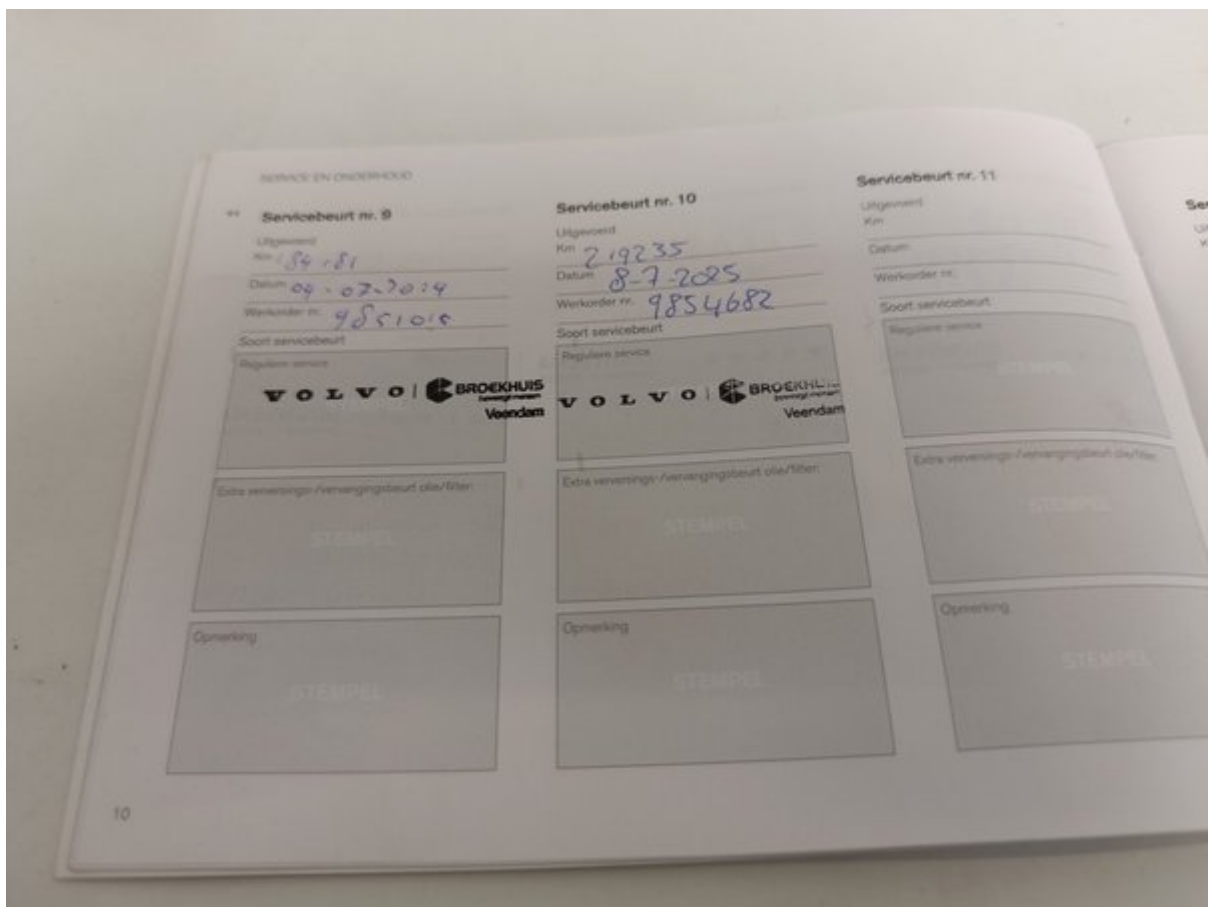 SERVICE EN ONDERHOUD
Servicebeurt nr. 9
Uitgevoerd
Km
Datum 04-07-2024
Werkorder nr.
Soort servicebeurt
Reguliere service
VOLVO | BROEKHUIS
beweegt mensen
Veendam
Extra verversings-/vervangingsbeurt olie/filter:
STEMPEL
Opmerking
STEMPEL
10
Servicebeurt nr. 10
Uitgevoerd
Km 219235
Datum 8-7-2025
Werkorder nr. 9854682
Soort servicebeurt
Reguliere service
VOLVO | BROEKHUIS
beweegt mensen
Veendam
Extra verversings-/vervangingsbeurt olie/filter:
STEMPEL
Opmerking
STEMPEL
Servicebeurt nr. 11
Uitgevoerd
Km
Datum
Werkorder nr.
Soort servicebeurt
Reguliere service
STEMPEL
Extra verversings-/vervangingsbeurt olie/filter:
STEMPEL
Opmerking
STEMPEL